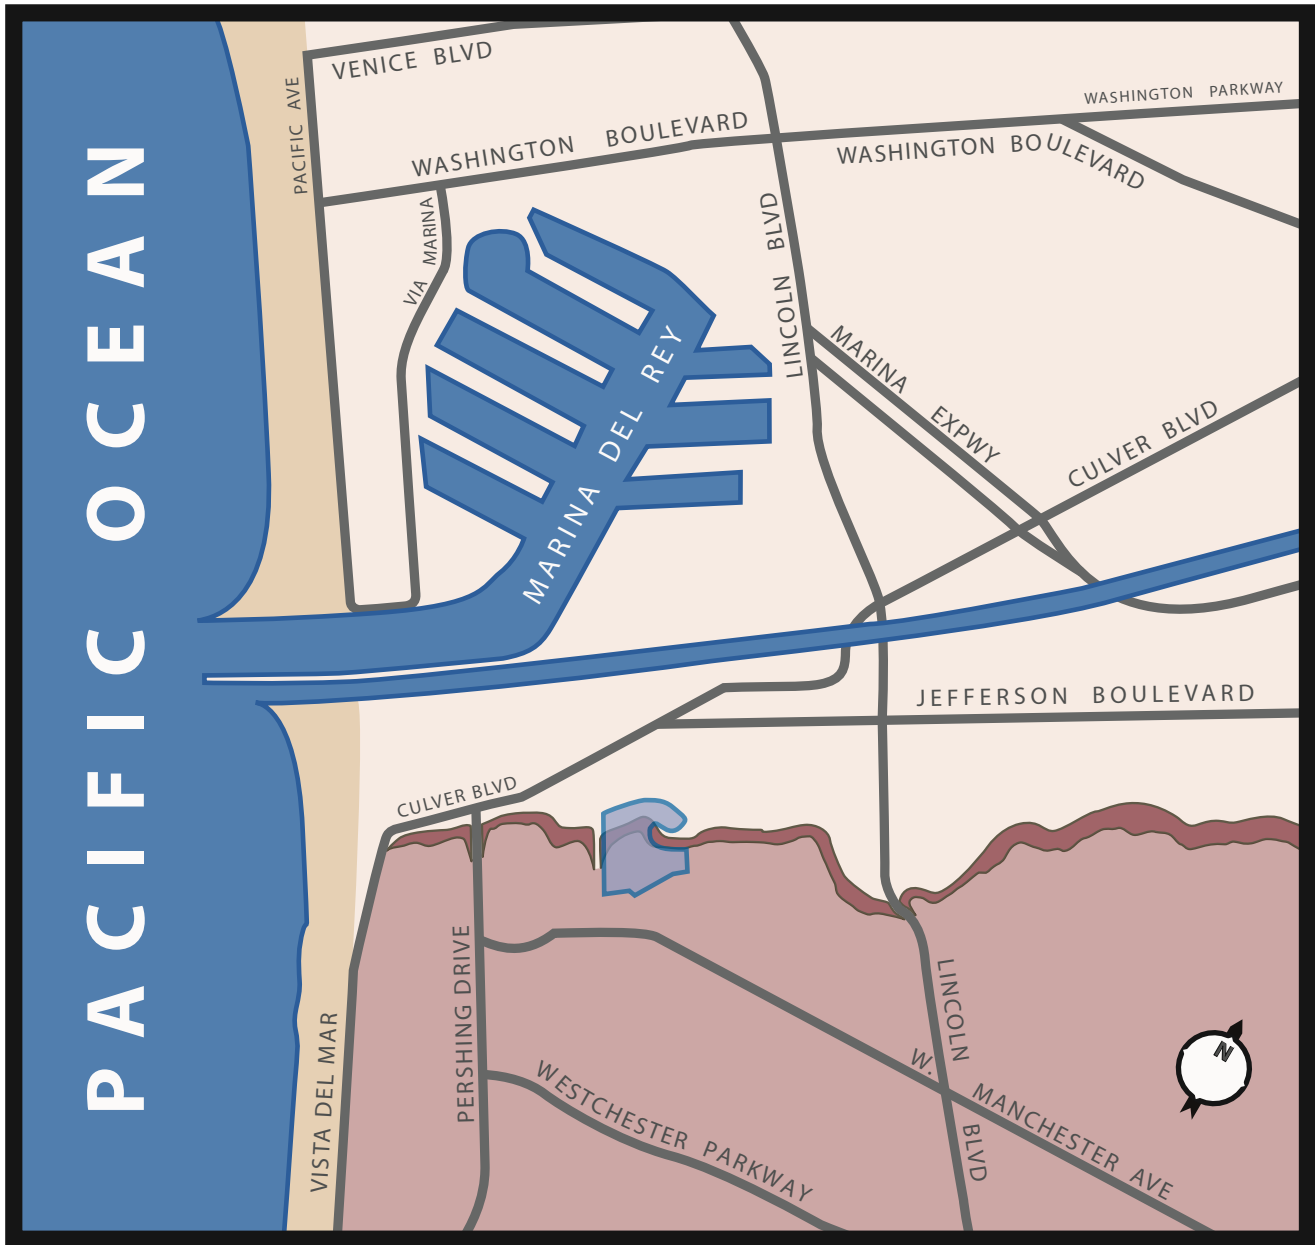 VENICE BLVD
PACIFIC AVE
WASHINGTON BOULEVARD
WASHINGTON PARKWAY
WASHINGTON BOULEVARD
VIA MARINA
LINCOLN BLVD
MARINA EXPWY
CULVER BLVD
MARINA DEL REY
PACIFIC OCEAN
JEFFERSON BOULEVARD
CULVER BLVD
PERSHING DRIVE
VISTA DEL MAR
LINCOLN BLVD
W. MANCHESTER AVE
WESTCHESTER PARKWAY
N